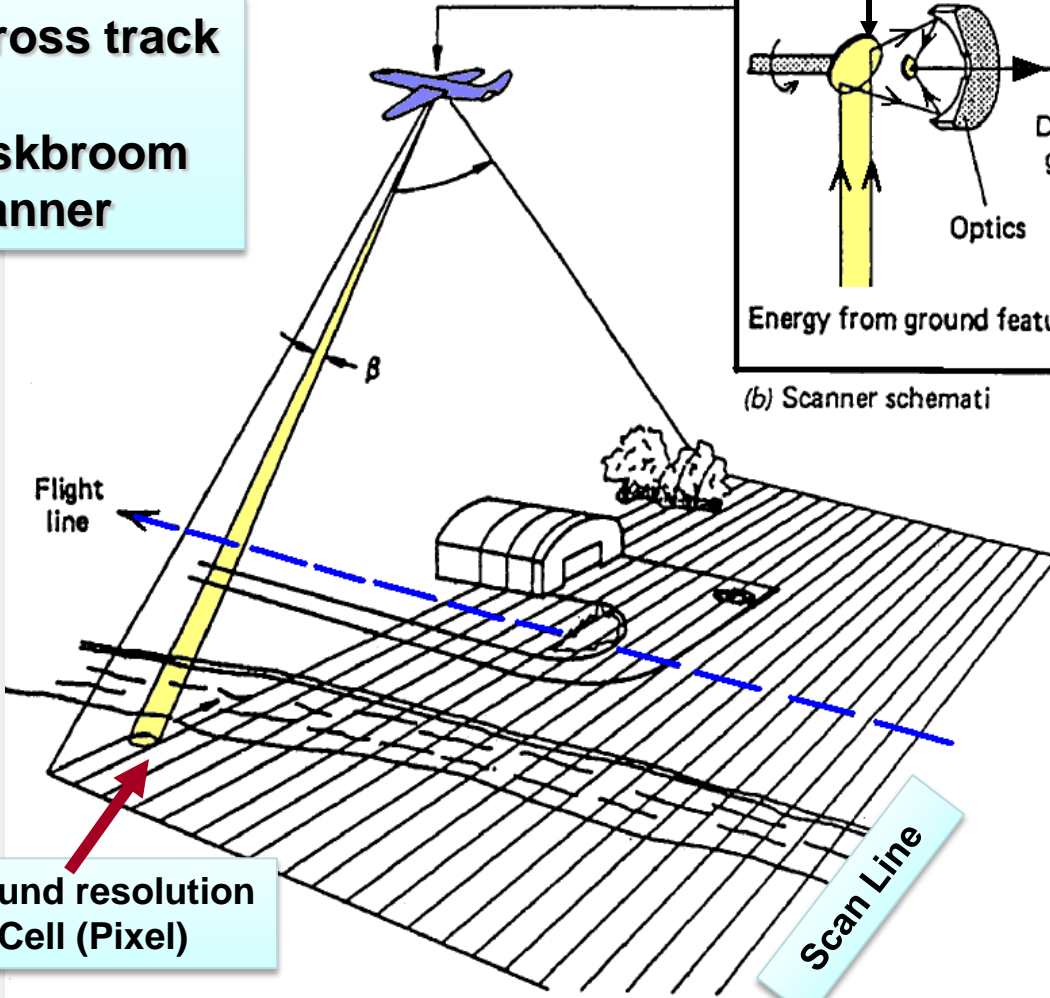 ross track
skbroom
anner
Optics
Energy from ground featu
(b) Scanner schemati
β
Flight
line
Scan Line
und resolution
Cell (Pixel)